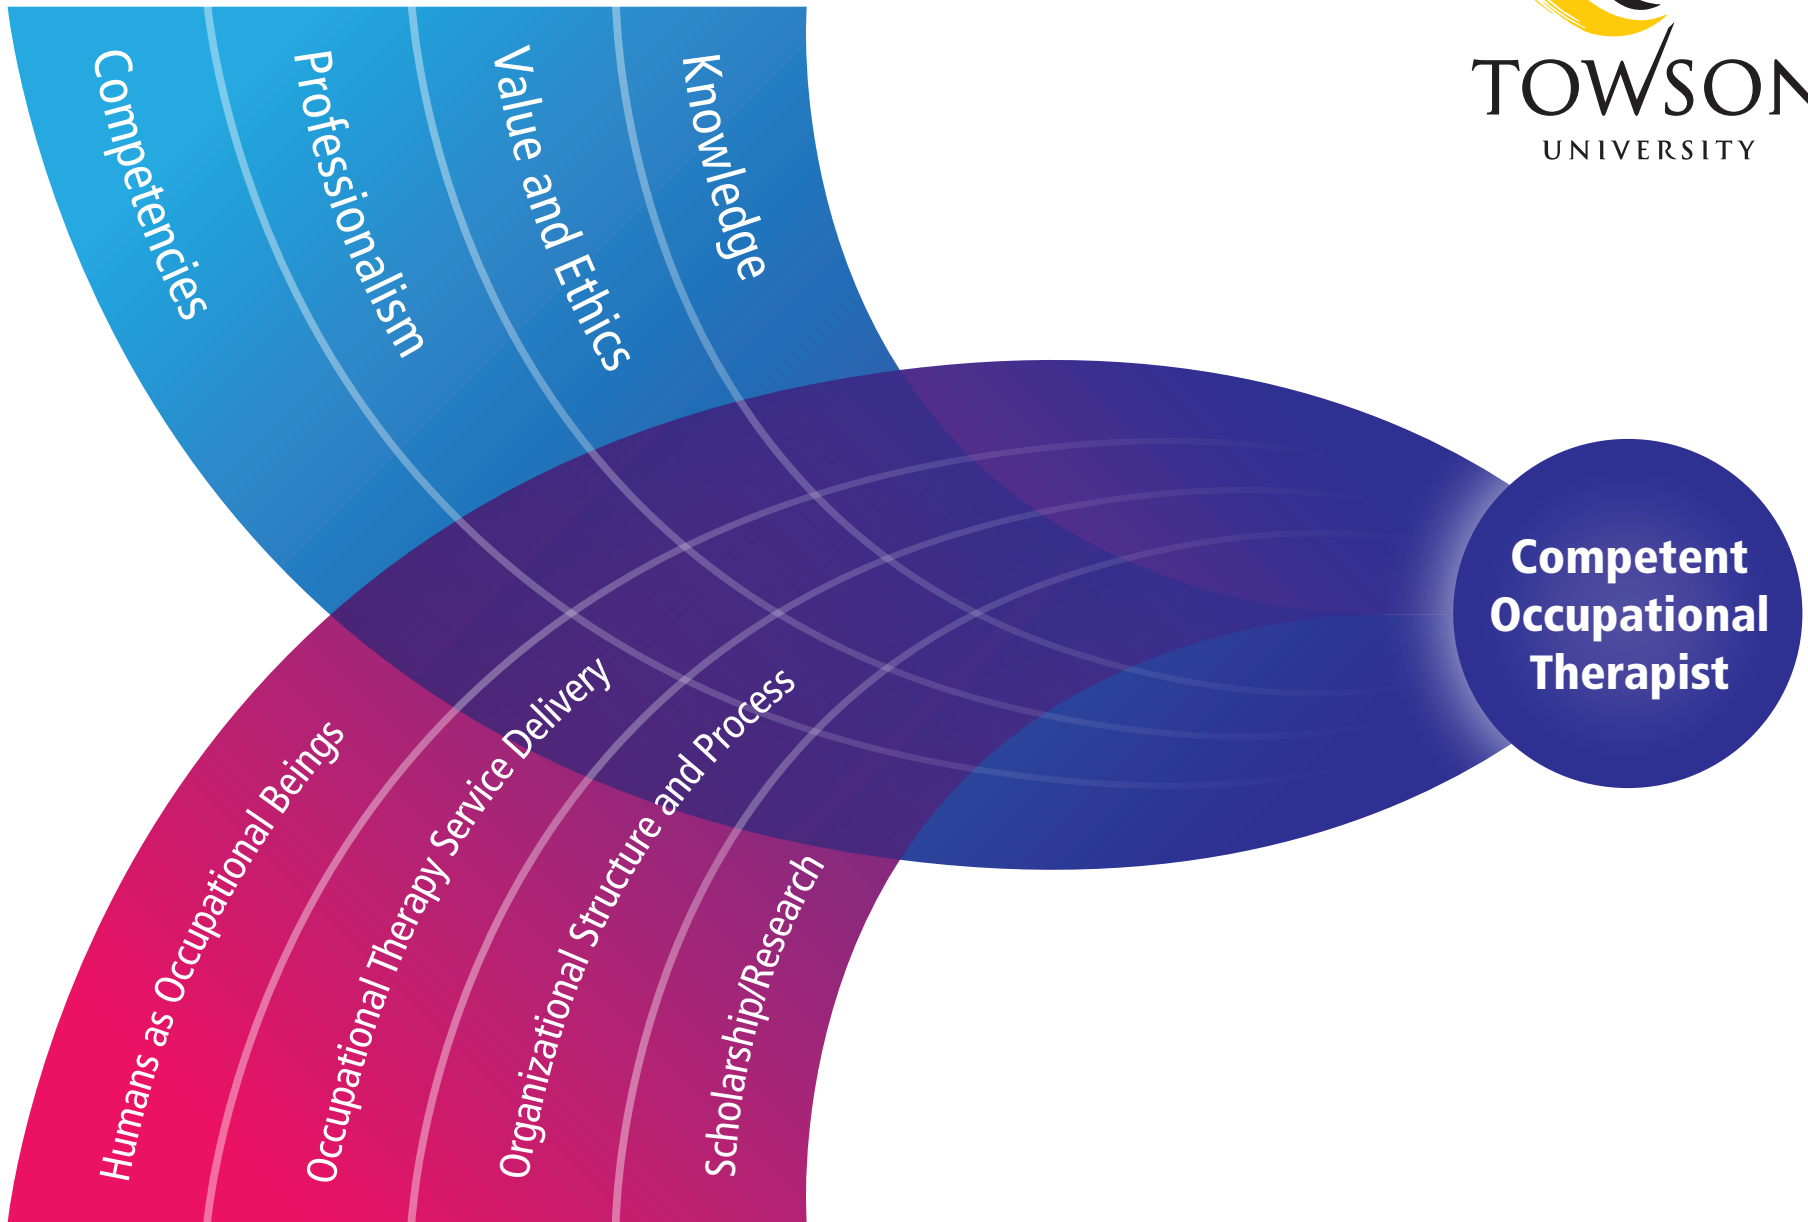 Competencies
Professionalism
Value and Ethics
Knowledge
TOWSON
UNIVERSITY
Competent
Occupational
Therapist
Humans as Occupational Beings
Occupational Therapy Service Delivery
Organizational Structure and Process
Scholarship/Research